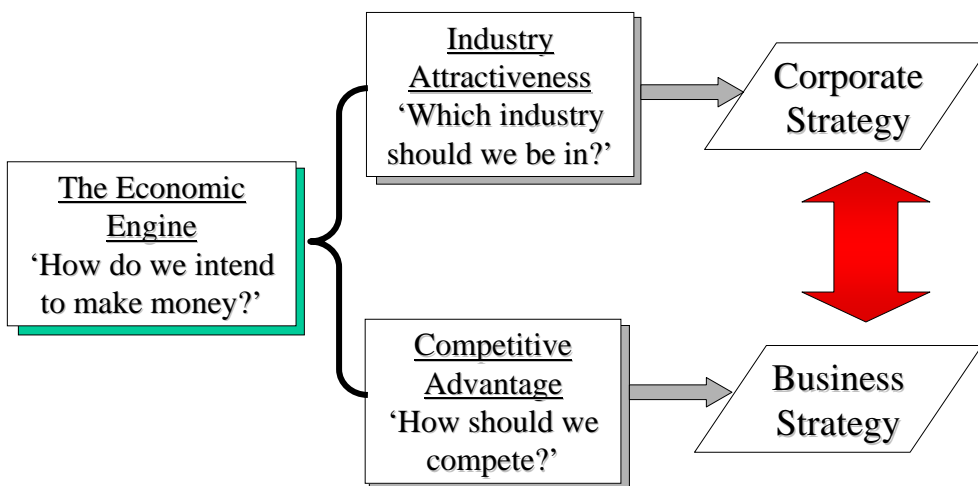 The Economic
Engine
‘How do we intend
to make money?’
Industry
Attractiveness
‘Which industry
should we be in?’
Corporate
Strategy
Competitive
Advantage
‘How should we
compete?’
Business
Strategy